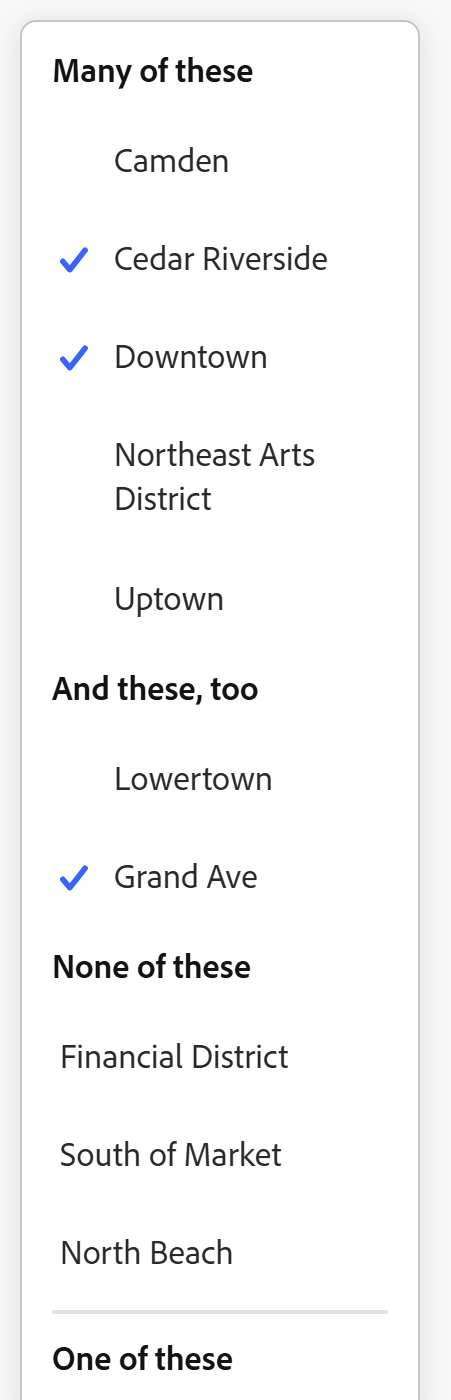 Many of these
Camden
Cedar Riverside
Downtown
Northeast Arts
District
Uptown
And these, too
Lowertown
Grand Ave
None of these
Financial District
South of Market
North Beach
One of these